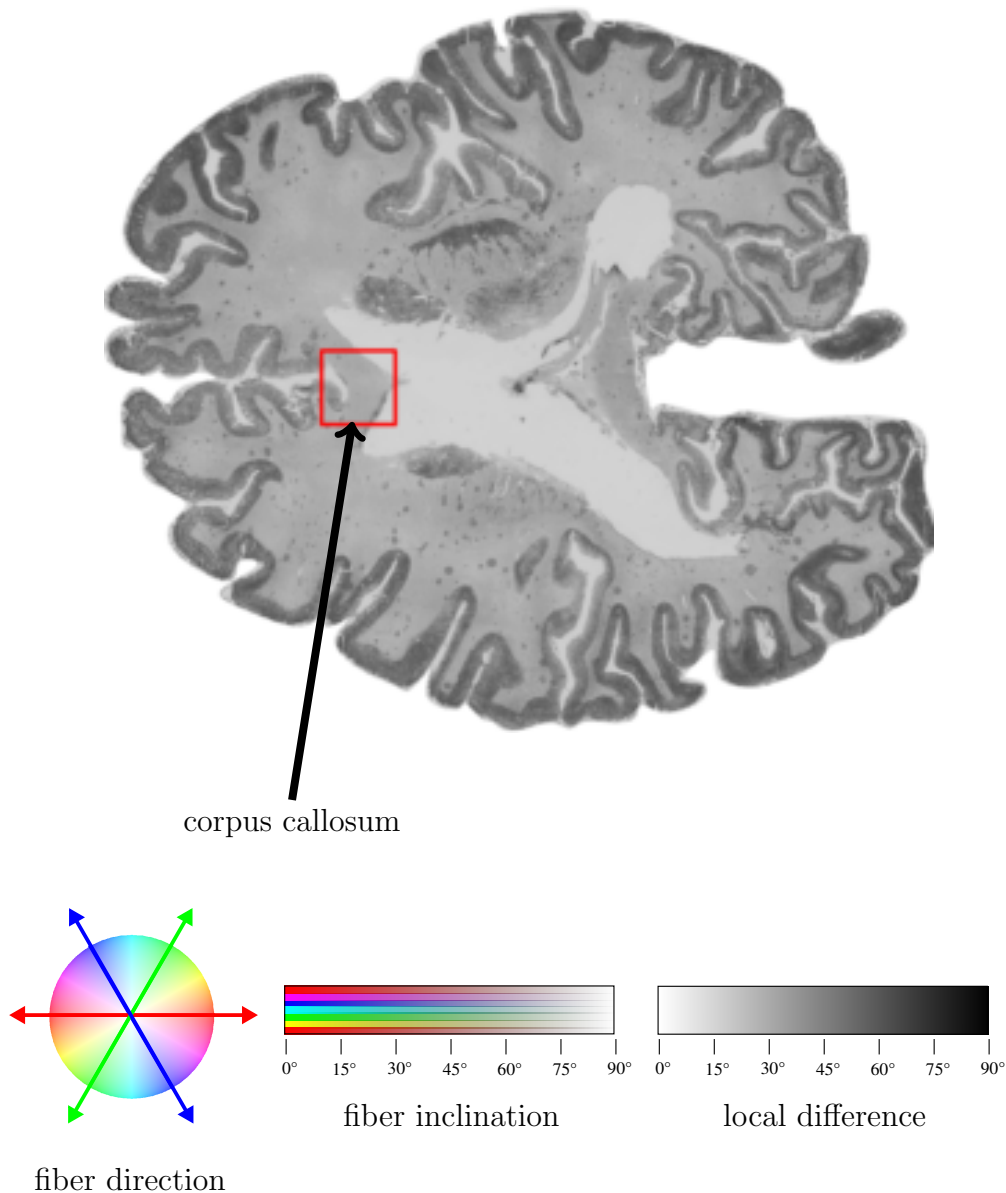 corpus callosum
0° 15° 30° 45° 60° 75° 90°
0° 15° 30° 45° 60° 75° 90°
fiber inclination
local difference
fiber direction